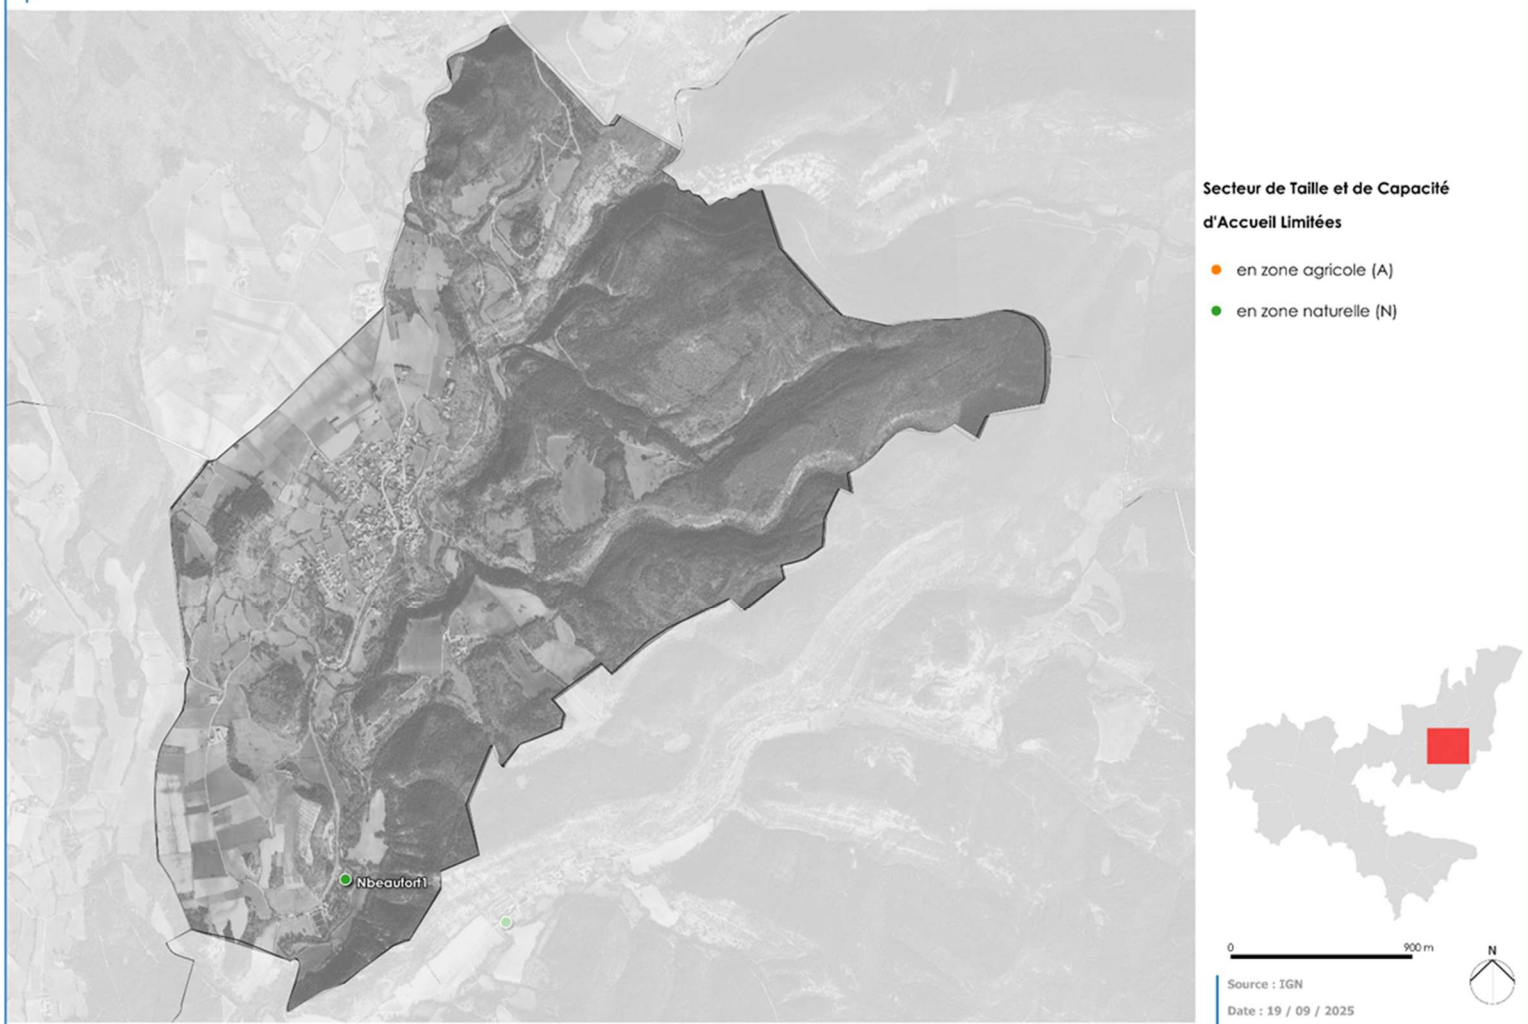 Secteur de Taille et de Capacité
d'Accueil Limitées
en zone agricole (A)
en zone naturelle (N)
Nbeaufort1
0 900 m
N
Source : IGN
Date : 19 / 09 / 2025